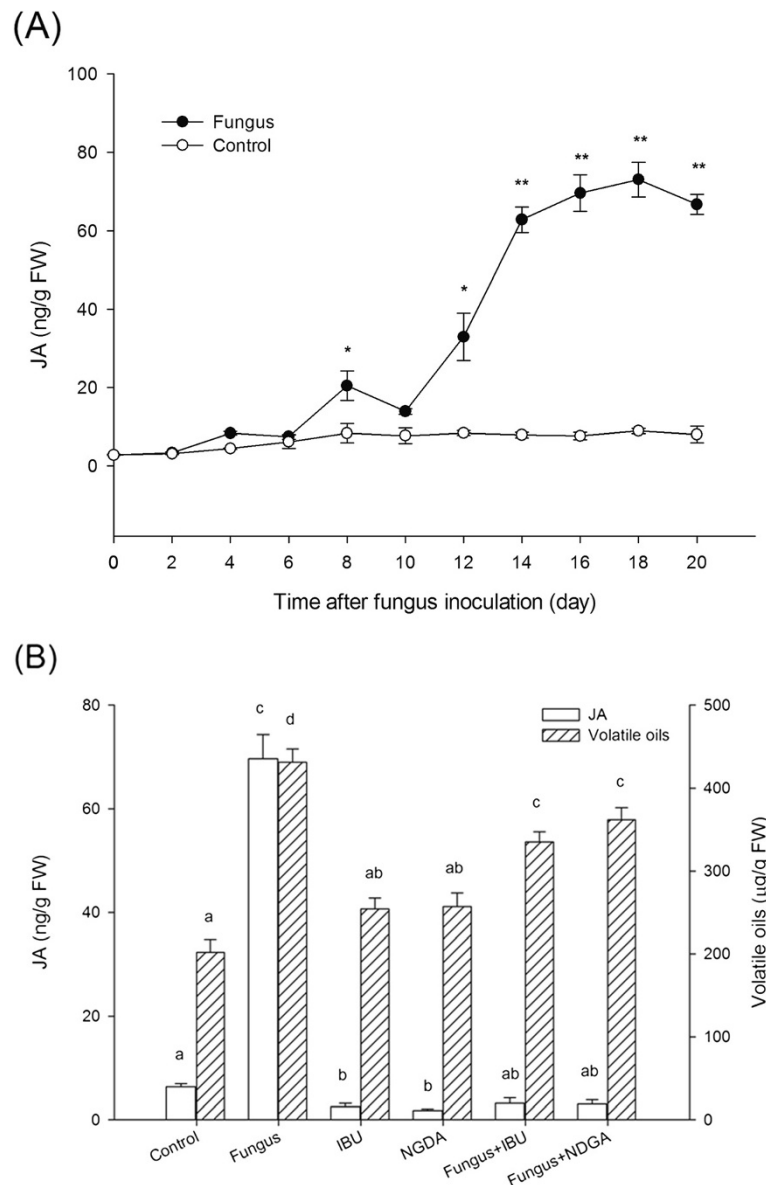 (A)
100
80
60
40
20
0
JA (ng/g FW)
Fungus
Control
*
*
**
**
**
**
0 2 4 6 8 10 12 14 16 18 20
Time after fungus inoculation (day)
(B)
80
60
40
20
0
JA (ng/g FW)
JA
Volatile oils
a
a
c
d
b
ab
b
ab
ab
c
ab
c
500
400
300
200
100
0
Volatile oils (μg/g FW)
Control
Fungus
IBU
NGDA
Fungus+IBU
Fungus+NDGA